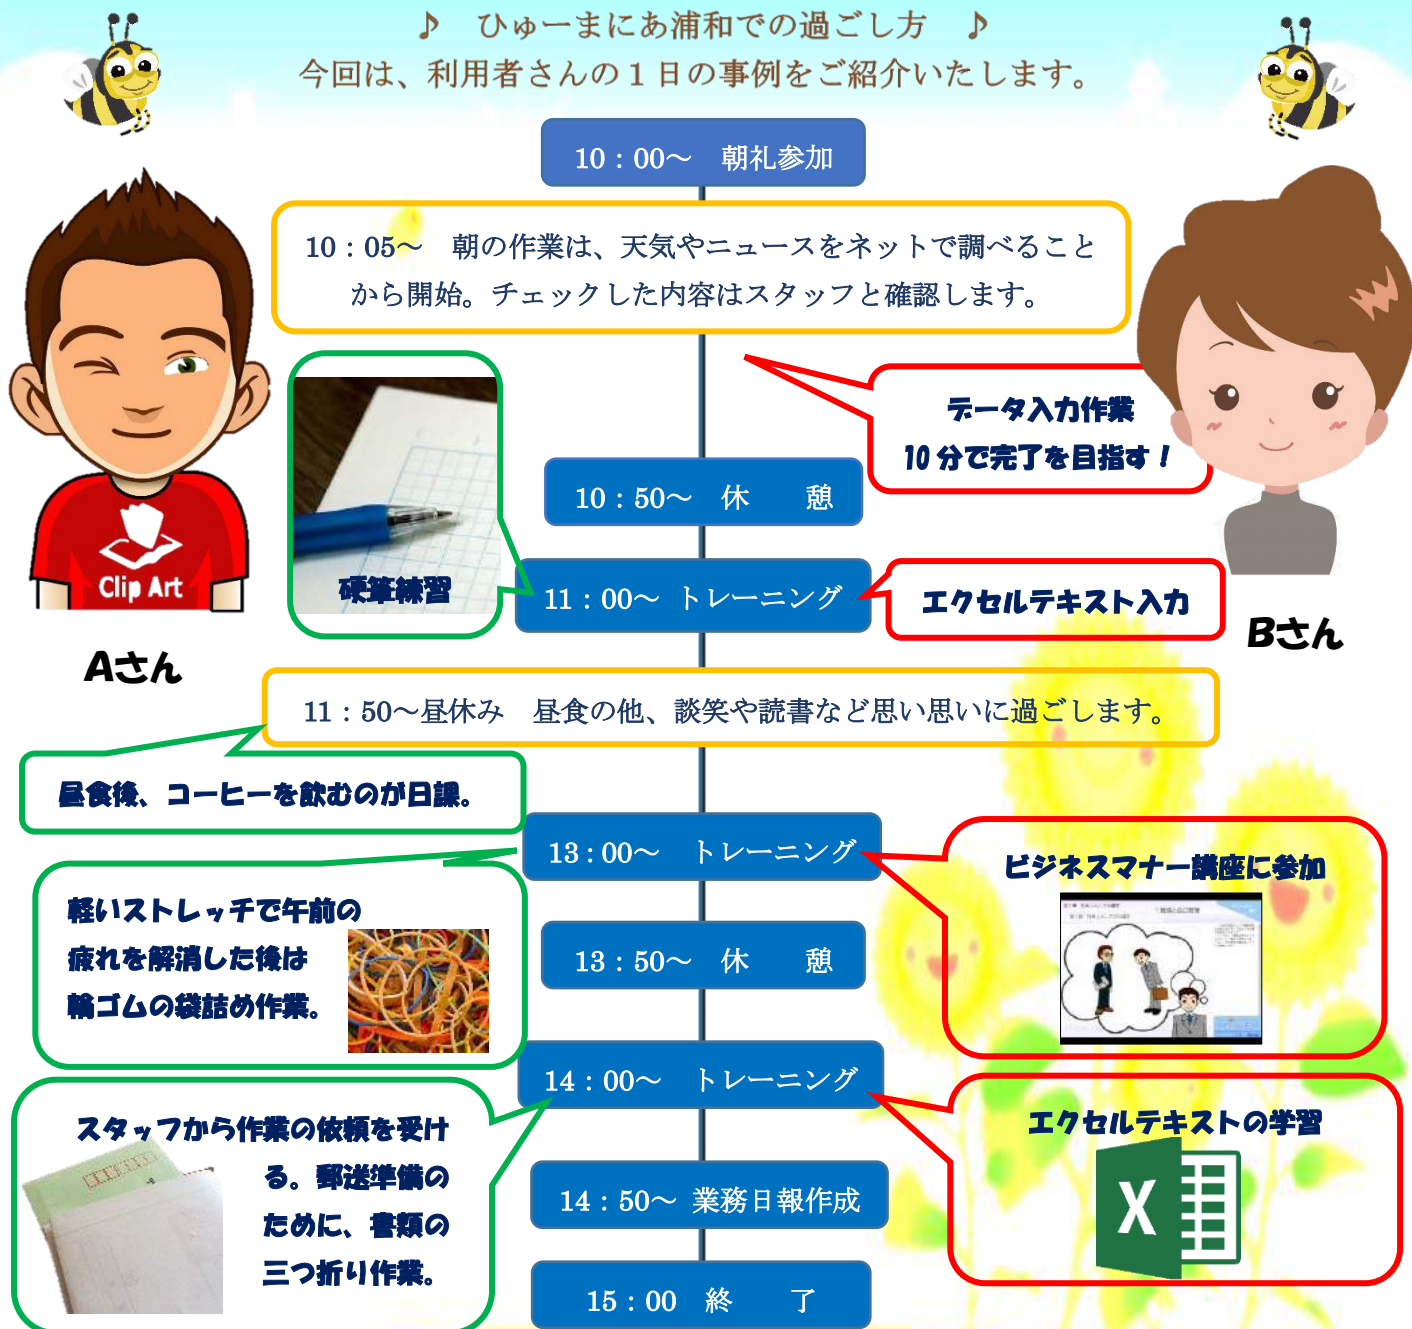 ♪ ひゅーまにあ浦和での過ごし方 ♪
今回は、利用者さんの１日の事例をご紹介いたします。
10：00～ 朝礼参加
10：05～ 朝の作業は、天気やニュースをネットで調べること
から開始。チェックした内容はスタッフと確認します。
データ入力作業
10分で完了を目指す！
10：50～ 休 憩
硬筆練習
11：00～ トレーニング
エクセルテキスト入力
Clip Art
Aさん
Bさん
11：50～昼休み 昼食の他、談笑や読書など思い思いに過ごします。
昼食後、コーヒーを飲むのが日課。
13：00～ トレーニング
ビジネスマナー講座に参加
軽いストレッチで午前の
疲れを解消した後は
輪ゴムの袋詰め作業。
13：50～ 休 憩
14：00～ トレーニング
スタッフから作業の依頼を受け
る。郵送準備の
ために、書類の
三つ折り作業。
エクセルテキストの学習
X
14：50～ 業務日報作成
15：00 終 了